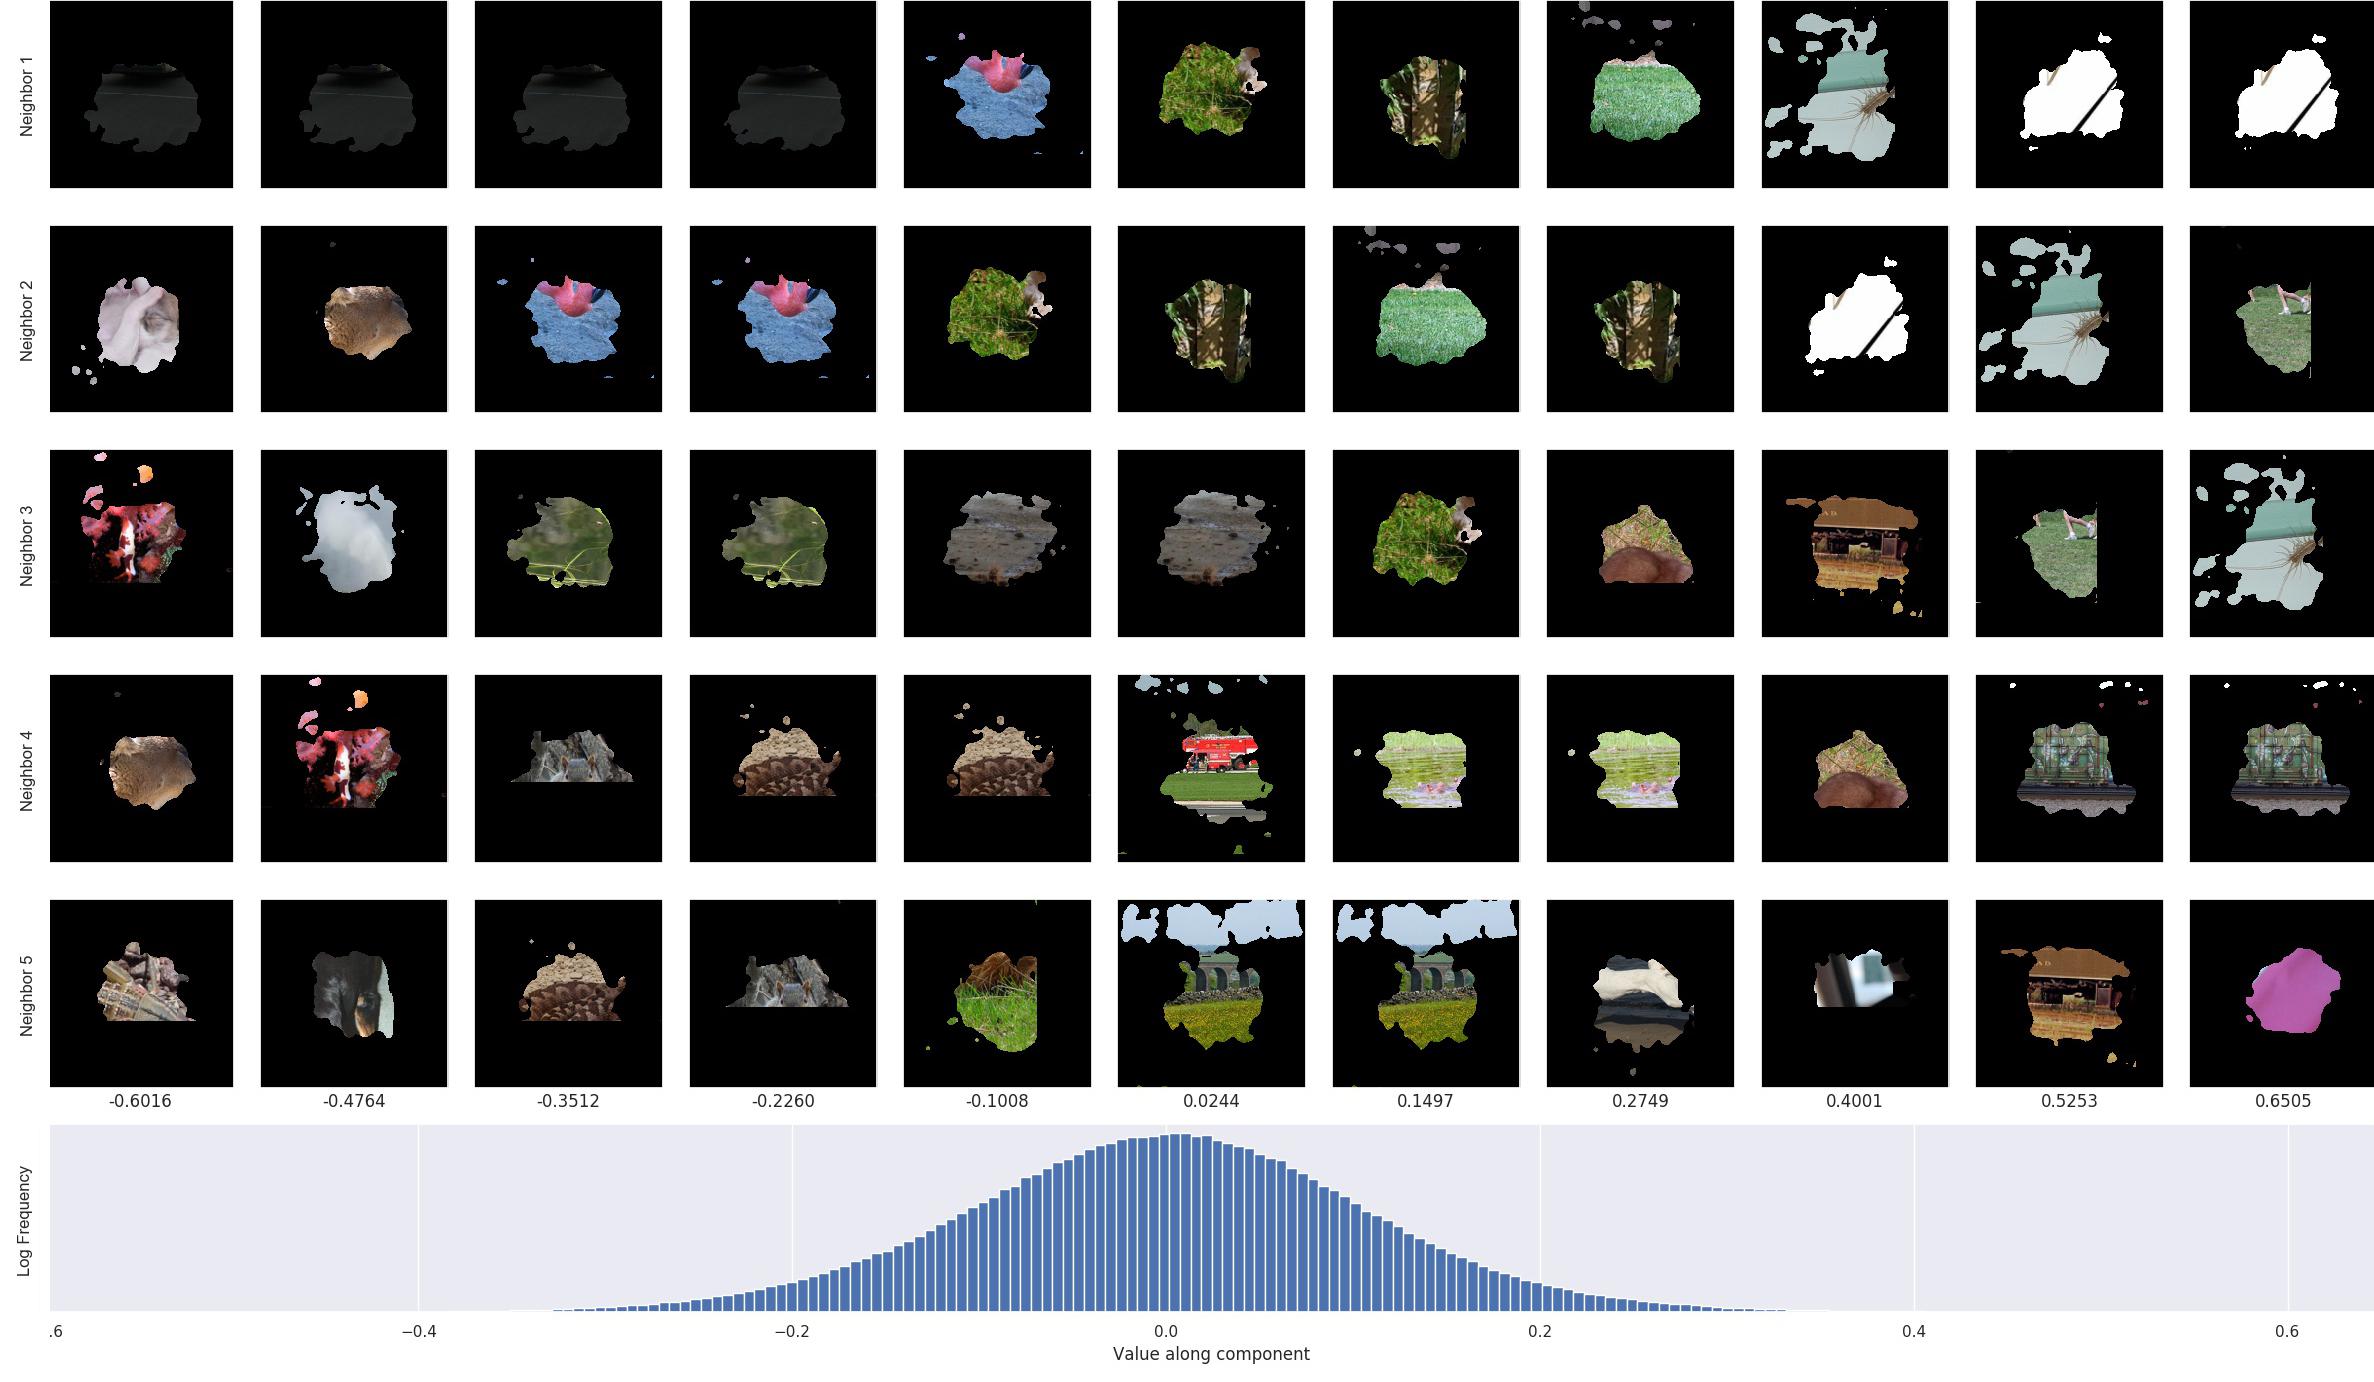 Neighbor 1
Neighbor 2
Neighbor 3
Neighbor 4
Neighbor 5
-0.6016 -0.4764 -0.3512 -0.2260 -0.1008 0.0244 0.1497 0.2749 0.4001 0.5253 0.6505
Log Frequency
.6 −0.4 −0.2 0.0 0.2 0.4 0.6
Value along component